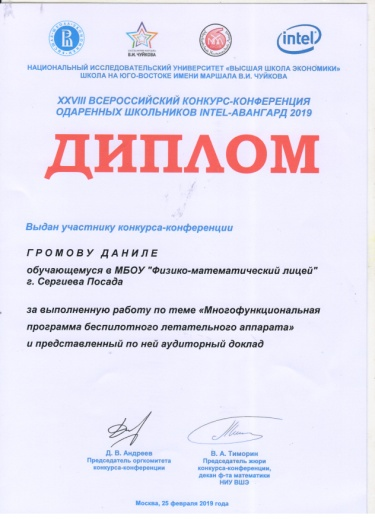 В.И. ЧУЙКОВА
intel
НАЦИОНАЛЬНЫЙ ИССЛЕДОВАТЕЛЬСКИЙ УНИВЕРСИТЕТ «ВЫСШАЯ ШКОЛА ЭКОНОМИКИ»
ШКОЛА НА ЮГО-ВОСТОКЕ ИМЕНИ МАРШАЛА В.И. ЧУЙКОВА
XXVIII ВСЕРОССИЙСКИЙ КОНКУРС-КОНФЕРЕНЦИЯ
ОДАРЕННЫХ ШКОЛЬНИКОВ INTEL-АВАНГАРД 2019
ДИПЛОМ
Выдан участнику конкурса-конференции
ГРОМОВУ ДАНИЛЕ
обучающемуся в МБОУ "Физико-математический лицей"
г. Сергиева Посада
за выполненную работу по теме «Многофункциональная
программа беспилотного летательного аппарата»
и представленный по ней аудиторный доклад
Д. В. Андреев
Председатель оргкомитета
конкурса-конференции
В. А. Тиморин
Председатель жюри
конкурса-конференции,
декан ф-та математики
НИУ ВШЭ
Москва, 25 февраля 2019 года